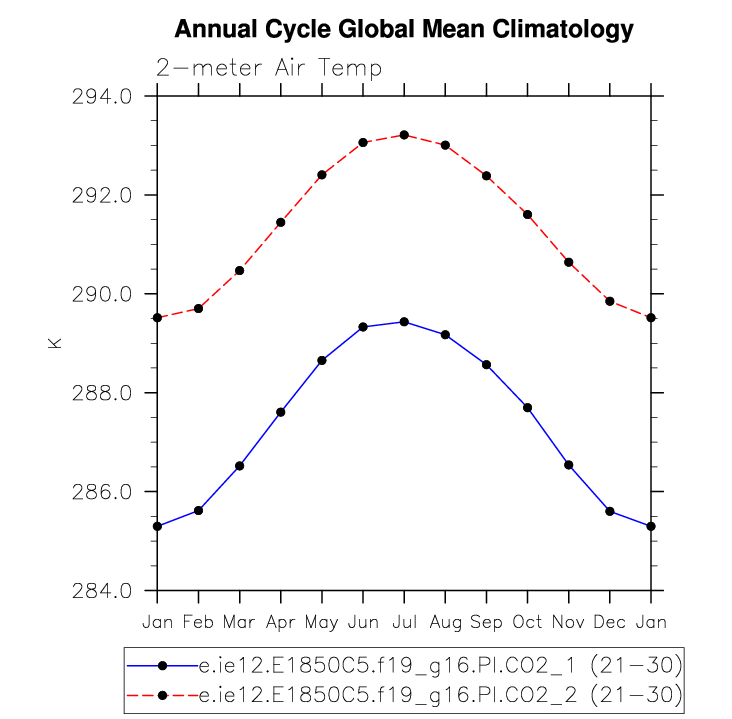 Annual Cycle Global Mean Climatology
2-meter Air Temp
294.0
292.0
290.0
288.0
286.0
284.0
K
Jan Feb Mar Apr May Jun Jul Aug Sep Oct Nov Dec Jan
e.ie12.E1850C5.f19_g16.PI.CO2_1 (21-30)
e.ie12.E1850C5.f19_g16.PI.CO2_2 (21-30)